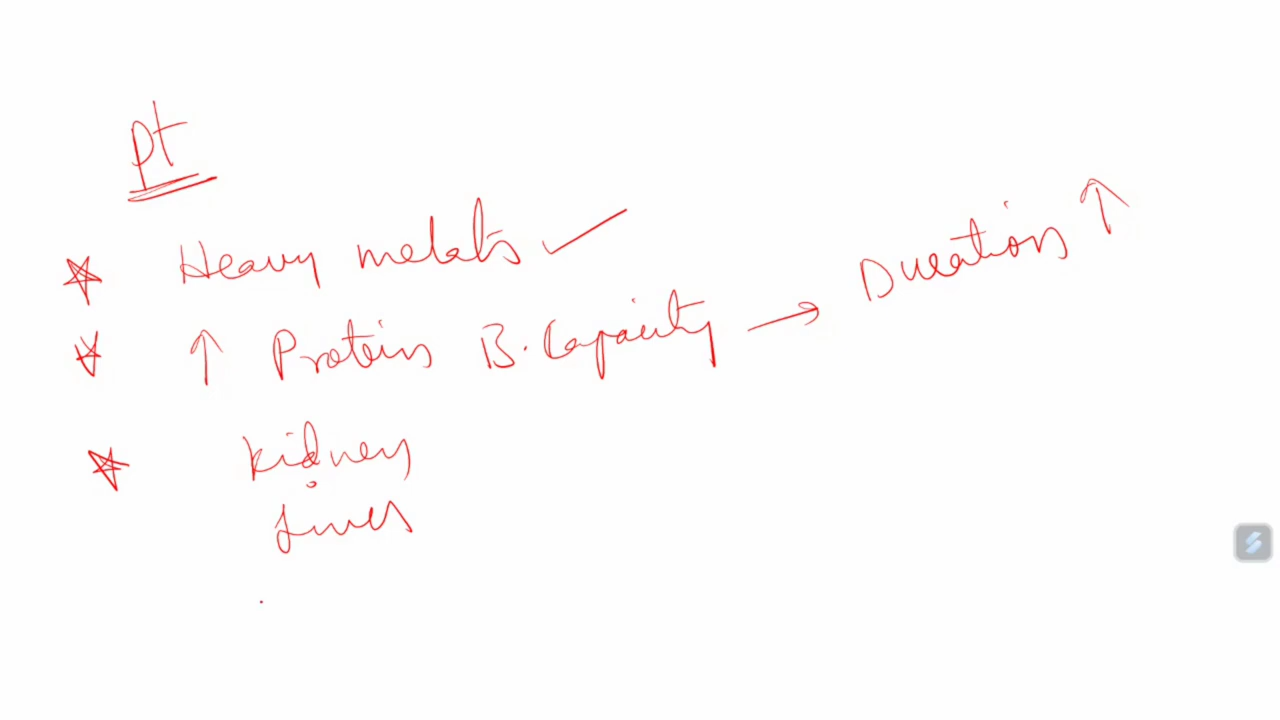 Pt
Heavy metals ✓
↑ Protein B. Capacity → Duration ↑
Kidney
Liver